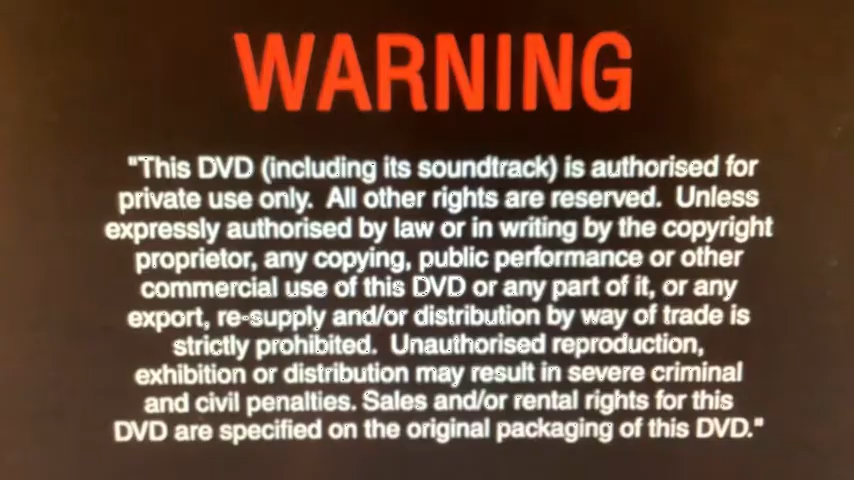 WARNING
"This DVD (including its soundtrack) is authorised for
private use only.  All other rights are reserved.  Unless
expressly authorised by law or in writing by the copyright
proprietor, any copying, public performance or other
commercial use of this DVD or any part of it, or any
export, re-supply and/or distribution by way of trade is
strictly prohibited.  Unauthorised reproduction,
exhibition or distribution may result in severe criminal
and civil penalties. Sales and/or rental rights for this
DVD are specified on the original packaging of this DVD."